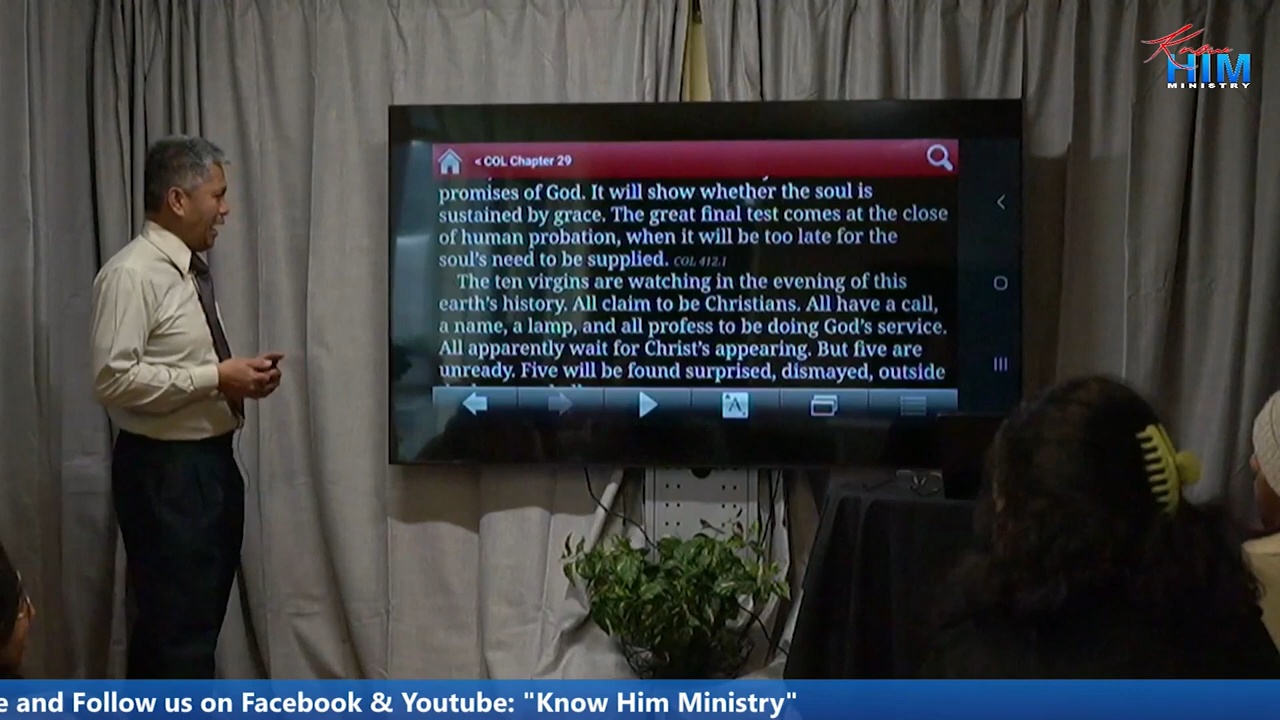 Know
HIM
MINISTRY
< COL Chapter 29
promises of God. It will show whether the soul is
sustained by grace. The great final test comes at the close
of human probation, when it will be too late for the
soul's need to be supplied. COL 412.1
The ten virgins are watching in the evening of this
earth's history. All claim to be Christians. All have a call,
a name, a lamp, and all profess to be doing God's service.
All apparently wait for Christ's appearing. But five are
unready. Five will be found surprised, dismayed, outside
A
e and Follow us on Facebook & Youtube: "Know Him Ministry"